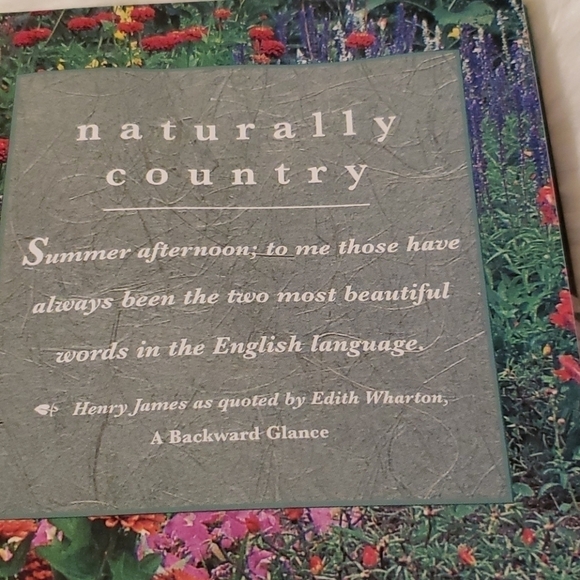 naturally
country
Summer afternoon; to me those have
always been the two most beautiful
words in the English language.
Henry James as quoted by Edith Wharton,
A Backward Glance